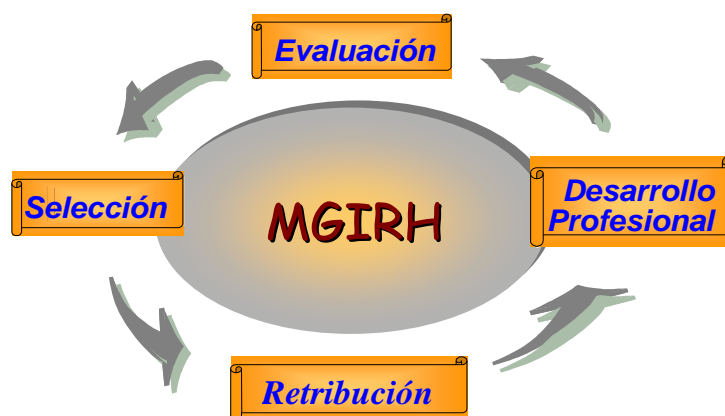 Evaluación
Selección
MGIRH
Desarrollo
Profesional
Retribución